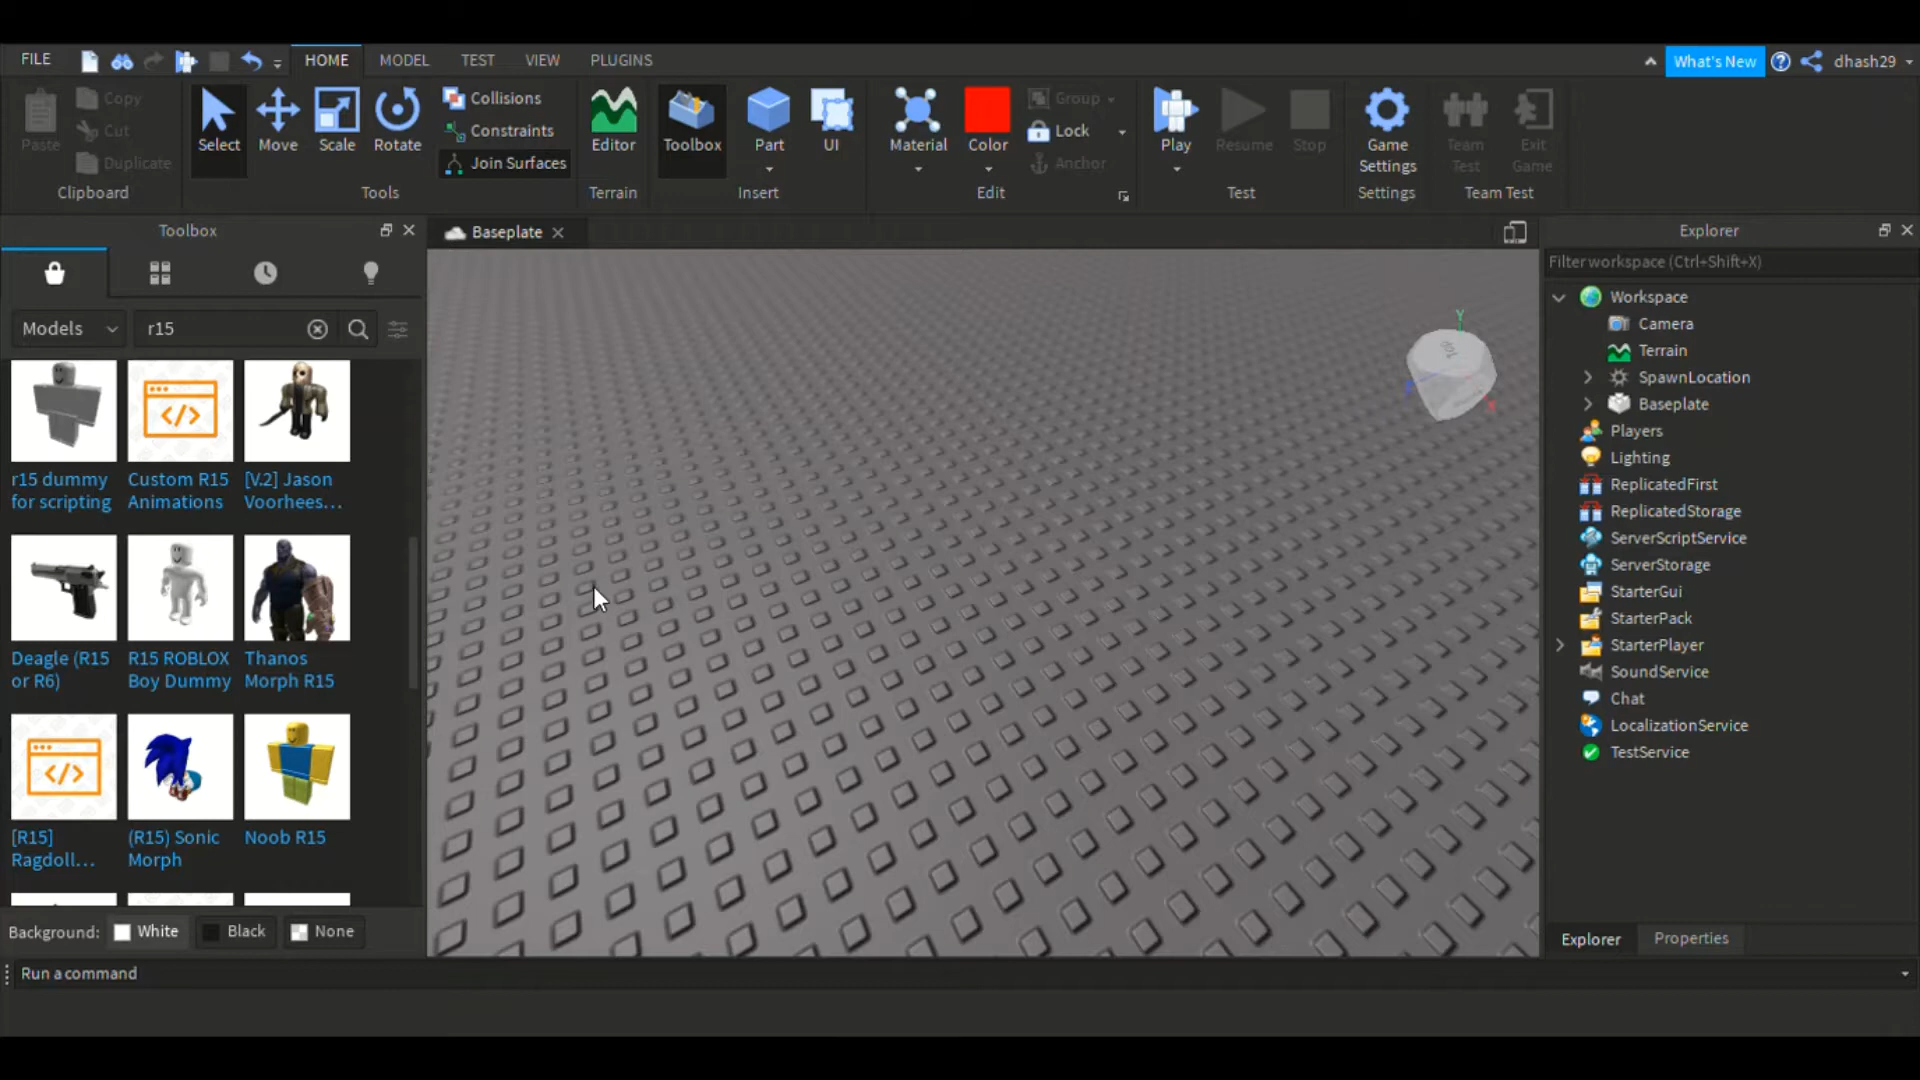 FILE HOME MODEL TEST VIEW PLUGINS What's New dhash29
Paste Copy Cut Duplicate
Clipboard
Select Move Scale Rotate
Collisions
Constraints
Join Surfaces
Tools
Editor
Terrain
Toolbox Part UI
Insert
Material Color
Group
Lock
Anchor
Edit
Play Resume Stop
Test
Game
Settings
Settings
Team
Test
Exit
Game
Team Test
Toolbox
Models r15
r15 dummy
for scripting
Custom R15
Animations
[V.2] Jason
Voorhees...
Deagle (R15
or R6)
R15 ROBLOX
Boy Dummy
Thanos
Morph R15
[R15]
Ragdoll...
(R15) Sonic
Morph
Noob R15
Background: White Black None
Run a command
Baseplate
Y
Explorer
Filter workspace (Ctrl+Shift+X)
Workspace
Camera
Terrain
SpawnLocation
Baseplate
Players
Lighting
ReplicatedFirst
ReplicatedStorage
ServerScriptService
ServerStorage
StarterGui
StarterPack
StarterPlayer
SoundService
Chat
LocalizationService
TestService
Explorer Properties